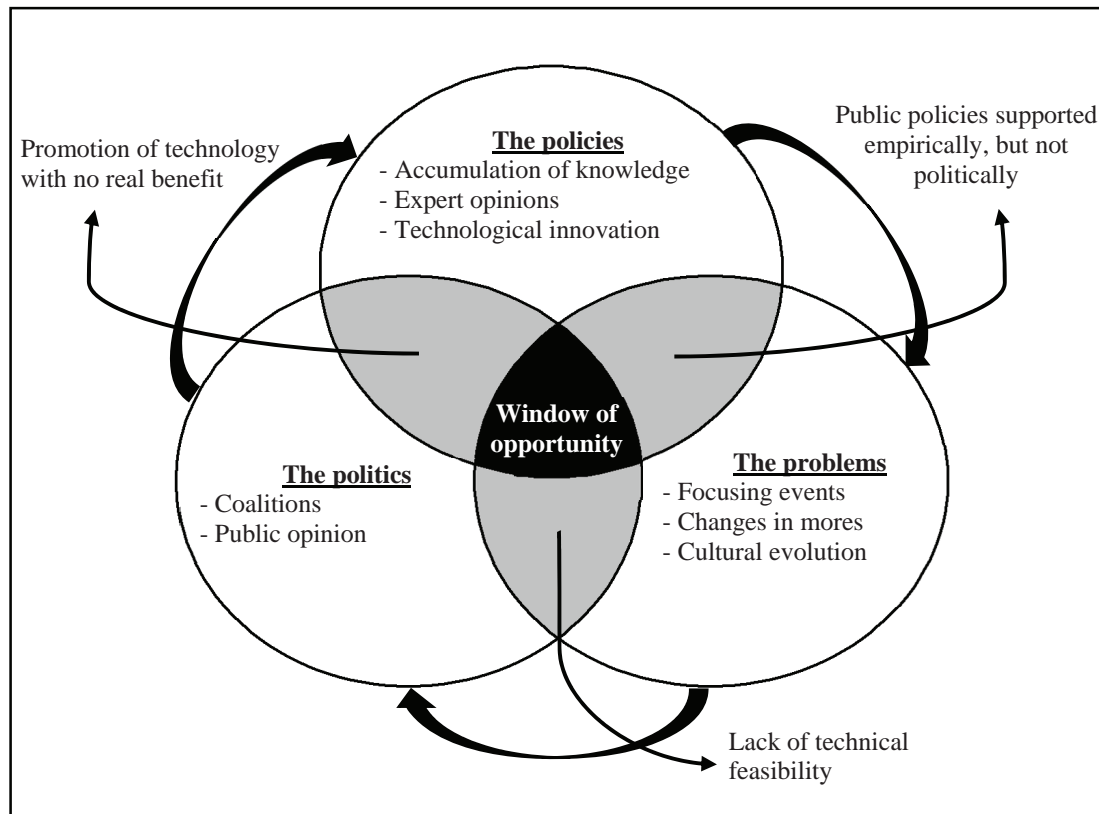 Promotion of technology
with no real benefit
The policies
- Accumulation of knowledge
- Expert opinions
- Technological innovation
Public policies supported
empirically, but not
politically
Window of
opportunity
The politics
- Coalitions
- Public opinion
The problems
- Focusing events
- Changes in mores
- Cultural evolution
Lack of technical
feasibility